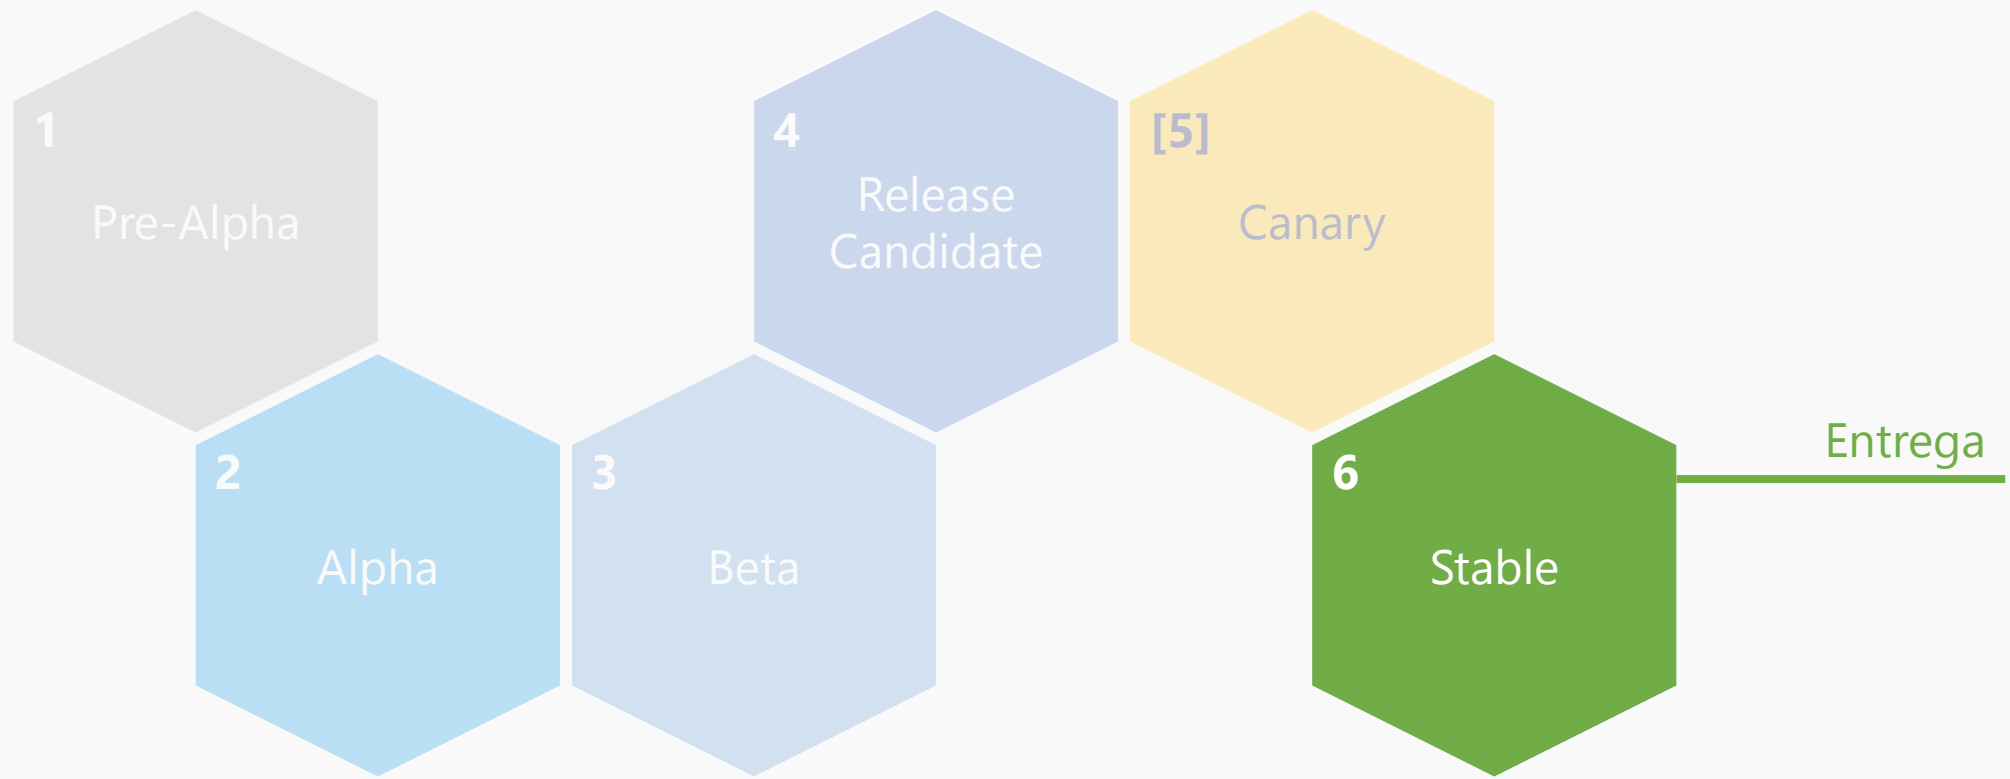 1
Pre-Alpha
2
Alpha
3
Beta
4
Release
Candidate
[5]
Canary
6
Stable
Entrega